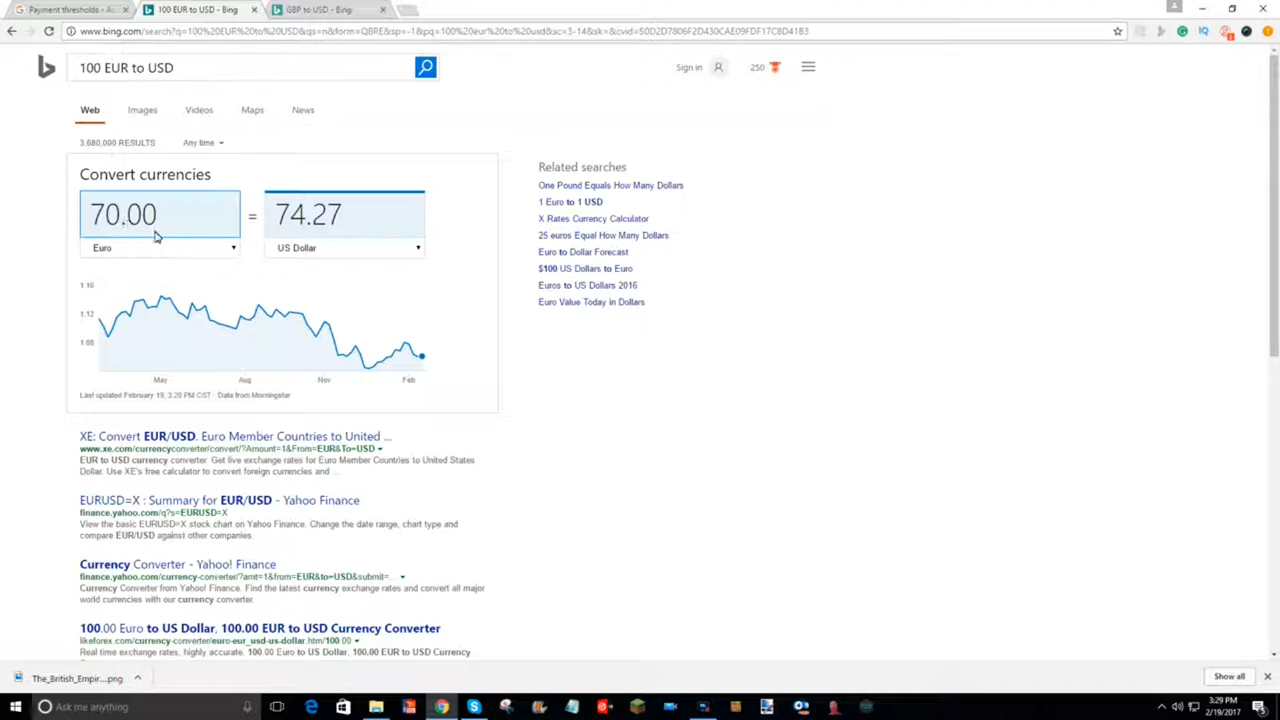 Payment thresholds - Ac
100 EUR to USD - Bing
GBP to USD - Bing
www.bing.com/search?q=100%20EUR%20to%20USD&qs=n&form=QBRE&sp=-1&pq=100%20eur%20to%20usd&sc=3-14&sk=&cvid=50D2D7806F2D430CAE09FDF17C8D41B3
100 EUR to USD
Sign in
250
Web Images Videos Maps News
3,680,000 RESULTS Any time
Convert currencies
70.00 = 74.27
Euro US Dollar
1.16
1.12
1.08
May Aug Nov Feb
Last updated February 19, 3:20 PM CST · Data from Morningstar
Related searches
One Pound Equals How Many Dollars
1 Euro to 1 USD
X Rates Currency Calculator
25 euros Equal How Many Dollars
Euro to Dollar Forecast
$100 US Dollars to Euro
Euros to US Dollars 2016
Euro Value Today in Dollars
XE: Convert EUR/USD. Euro Member Countries to United ...
www.xe.com/currencyconverter/convert/?Amount=1&From=EUR&To=USD
EUR to USD currency converter. Get live exchange rates for Euro Member Countries to United States
Dollar. Use XE's free calculator to convert foreign currencies and ...
EURUSD=X : Summary for EUR/USD - Yahoo Finance
finance.yahoo.com/q?s=EURUSD=X
View the basic EURUSD=X stock chart on Yahoo Finance. Change the date range, chart type and
compare EUR/USD against other companies.
Currency Converter - Yahoo! Finance
finance.yahoo.com/currency-converter/?amt=1&from=EUR&to=USD&submit=...
Currency Converter from Yahoo! Finance. Find the latest currency exchange rates and convert all major
world currencies with our currency converter.
100.00 Euro to US Dollar, 100.00 EUR to USD Currency Converter
likeforex.com/currency-converter/euro-eur_usd-us-dollar.htm/100.00
Real time exchange rates, highly accurate. 100.00 Euro to US Dollar, 100.00 EUR to USD Currency
The_British_Empir....png
Show all
Ask me anything
3:29 PM
2/19/2017